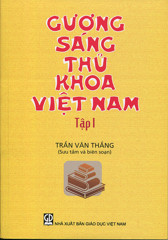 GƯƠNG
SÁNG
THỦ
KHOA
VIỆT NAM
Tập I
TRẦN VĂN THẮNG
(Sưu tầm và biên soạn)
NHÀ XUẤT BẢN GIÁO DỤC VIỆT NAM